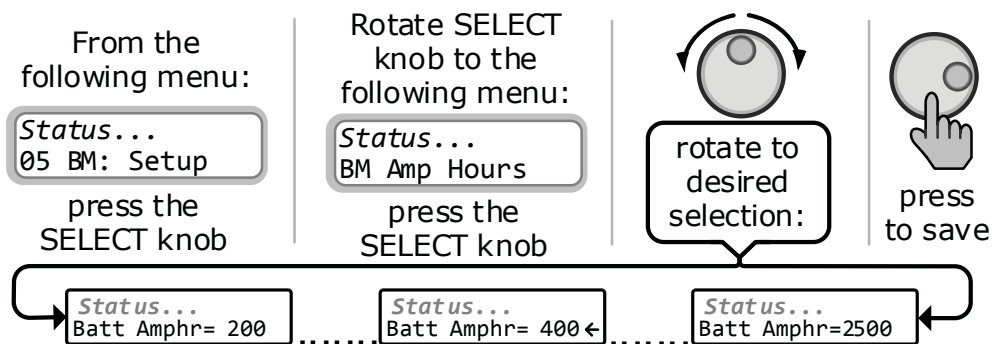 From the
following menu:
Status...
05 BM: Setup
press the
SELECT knob
Rotate SELECT
knob to the
following menu:
Status...
BM Amp Hours
press the
SELECT knob
rotate to
desired
selection:
press
to save
Status...
Batt Amphr= 200
Status...
Batt Amphr= 400←
Status...
Batt Amphr=2500